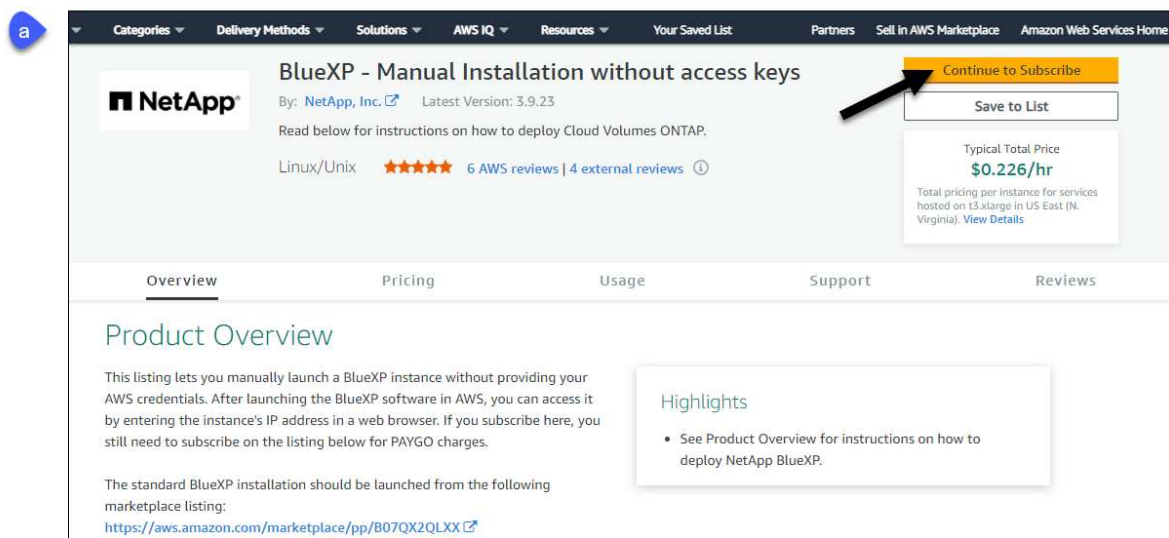 a
Categories Delivery Methods Solutions AWS IQ Resources Your Saved List Partners Sell in AWS Marketplace Amazon Web Services Home
NetApp
BlueXP - Manual Installation without access keys
By: NetApp, Inc. Latest Version: 3.9.23
Read below for instructions on how to deploy Cloud Volumes ONTAP.
Linux/Unix 6 AWS reviews | 4 external reviews
Continue to Subscribe
Save to List
Typical Total Price
$0.226/hr
Total pricing per instance for services
hosted on t3.xlarge in US East (N.
Virginia). View Details
Overview Pricing Usage Support Reviews
Product Overview
This listing lets you manually launch a BlueXP instance without providing your
AWS credentials. After launching the BlueXP software in AWS, you can access it
by entering the instance's IP address in a web browser. If you subscribe here, you
still need to subscribe on the listing below for PAYGO charges.
The standard BlueXP installation should be launched from the following
marketplace listing:
https://aws.amazon.com/marketplace/pp/B07QX2QLXX
Highlights
• See Product Overview for instructions on how to
deploy NetApp BlueXP.